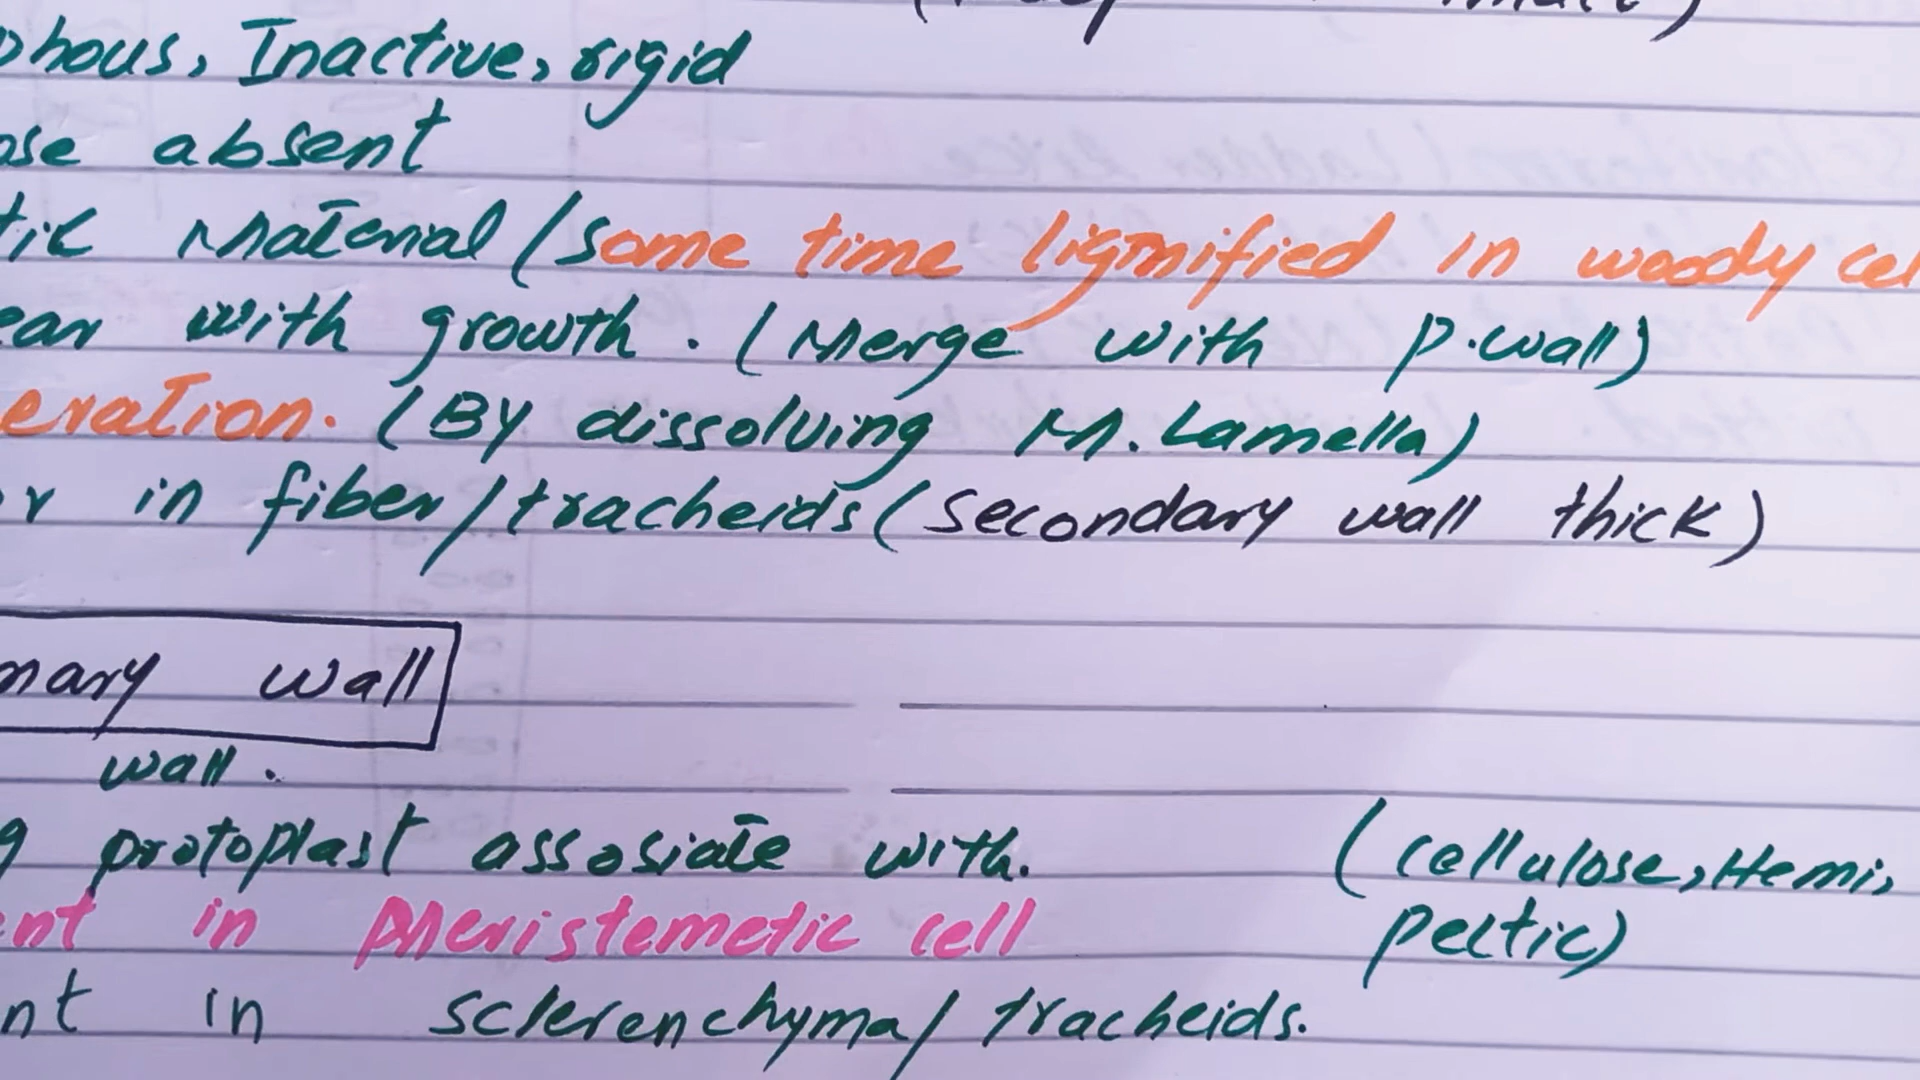 phous, Inactive, rigid
ose absent
tic Material (Some time ligmified in woody cel
ear with growth. (Merge with p.wall)
eration. (By dissolving M.Lamella)
or in fiber/tracheids (secondary wall thick)
mary wall
wall.
g protoplast assosiate with. (cellulose, Hemi,
nt in Meristemetic cell pectic)
nt in sclerenchyma/tracheids.